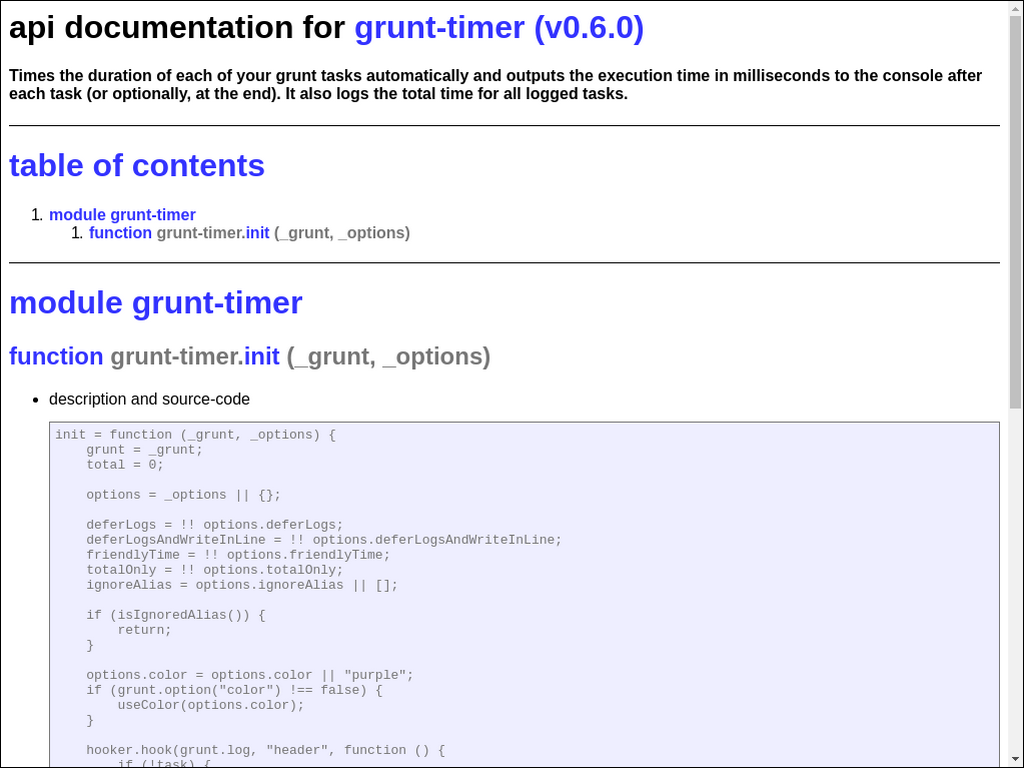 api documentation for grunt-timer (v0.6.0)
Times the duration of each of your grunt tasks automatically and outputs the execution time in milliseconds to the console after
each task (or optionally, at the end). It also logs the total time for all logged tasks.
table of contents
1. module grunt-timer
1. function grunt-timer.init (_grunt, _options)
module grunt-timer
function grunt-timer.init (_grunt, _options)
• description and source-code
init = function (_grunt, _options) {
    grunt = _grunt;
    total = 0;
    options = _options || {};
    deferLogs = !! options.deferLogs;
    deferLogsAndWriteInLine = !! options.deferLogsAndWriteInLine;
    friendlyTime = !! options.friendlyTime;
    totalOnly = !! options.totalOnly;
    ignoreAlias = options.ignoreAlias || [];
    if (isIgnoredAlias()) {
        return;
    }
    options.color = options.color || "purple";
    if (grunt.option("color") !== false) {
        useColor(options.color);
    }
    hooker.hook(grunt.log, "header", function () {
        if (!task) {